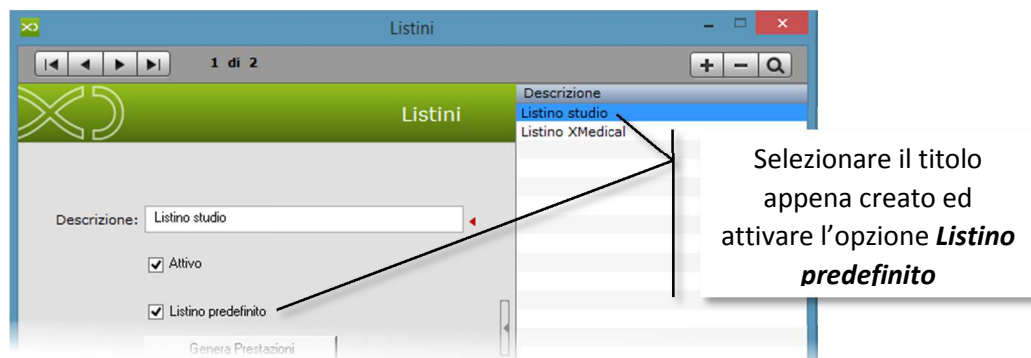 Listini
1 di 2
Listini
Descrizione
Listino studio
Listino XMedical
Descrizione: Listino studio
Attivo
Listino predefinito
Genera Prestazioni
Selezionare il titolo
appena creato ed
attivare l’opzione Listino
predefinito